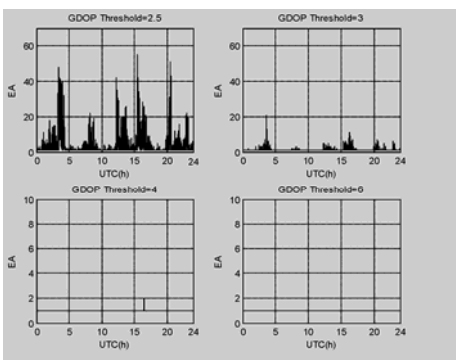 GDOP Threshold=2.5
GDOP Threshold=3
60
40
20
0
EA
0 5 10 15 20 24
UTC(h)
60
40
20
0
EA
0 5 10 15 20 24
UTC(h)
GDOP Threshold=4
GDOP Threshold=6
10
8
6
4
2
0
EA
0 5 10 15 20 24
UTC(h)
10
8
6
4
2
0
EA
0 5 10 15 20 24
UTC(h)